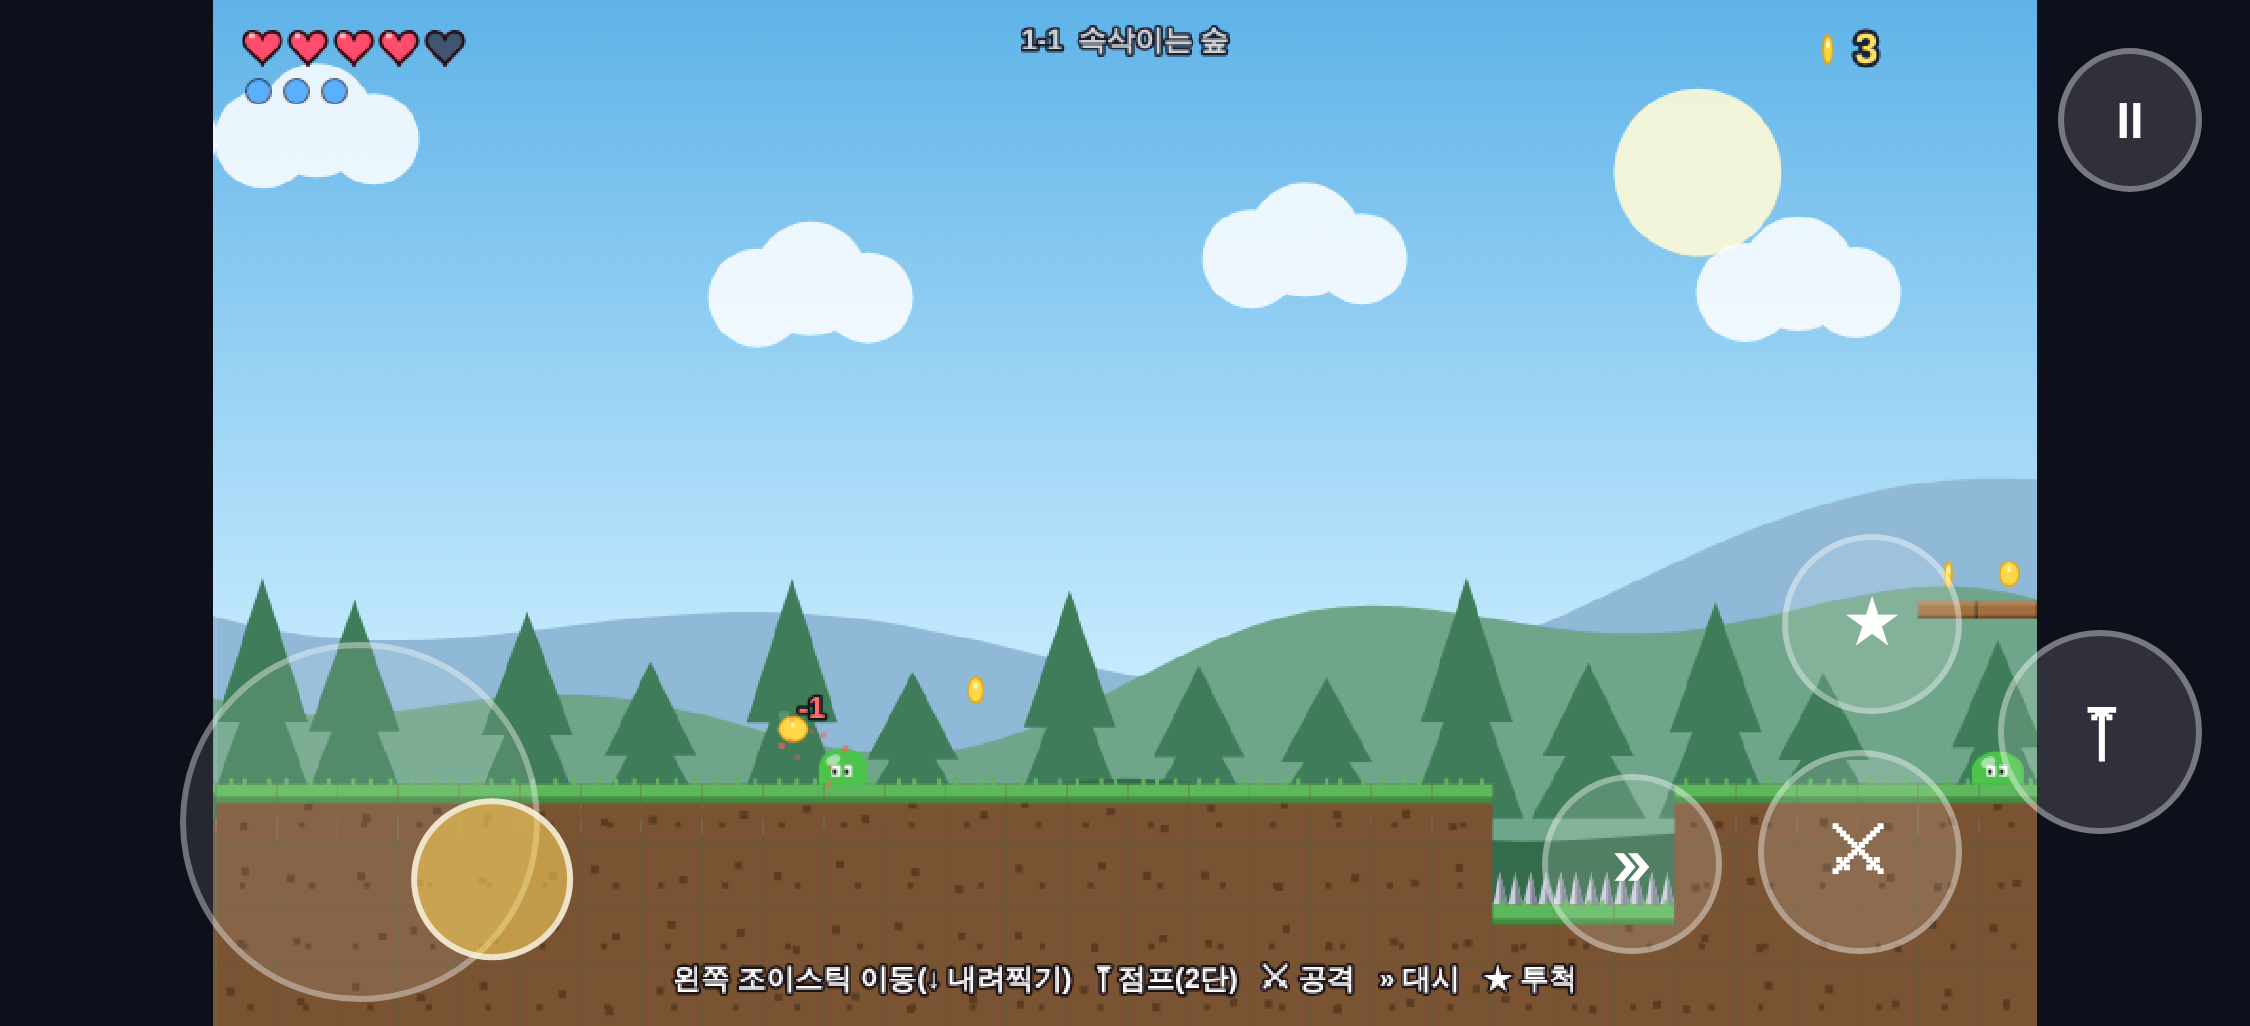 1-1 속삭이는 숲
3
-1
왼쪽 조이스틱 이동(↓ 내려찍기) ⤒ 점프(2단) ⚔ 공격 » 대시 ★ 투척